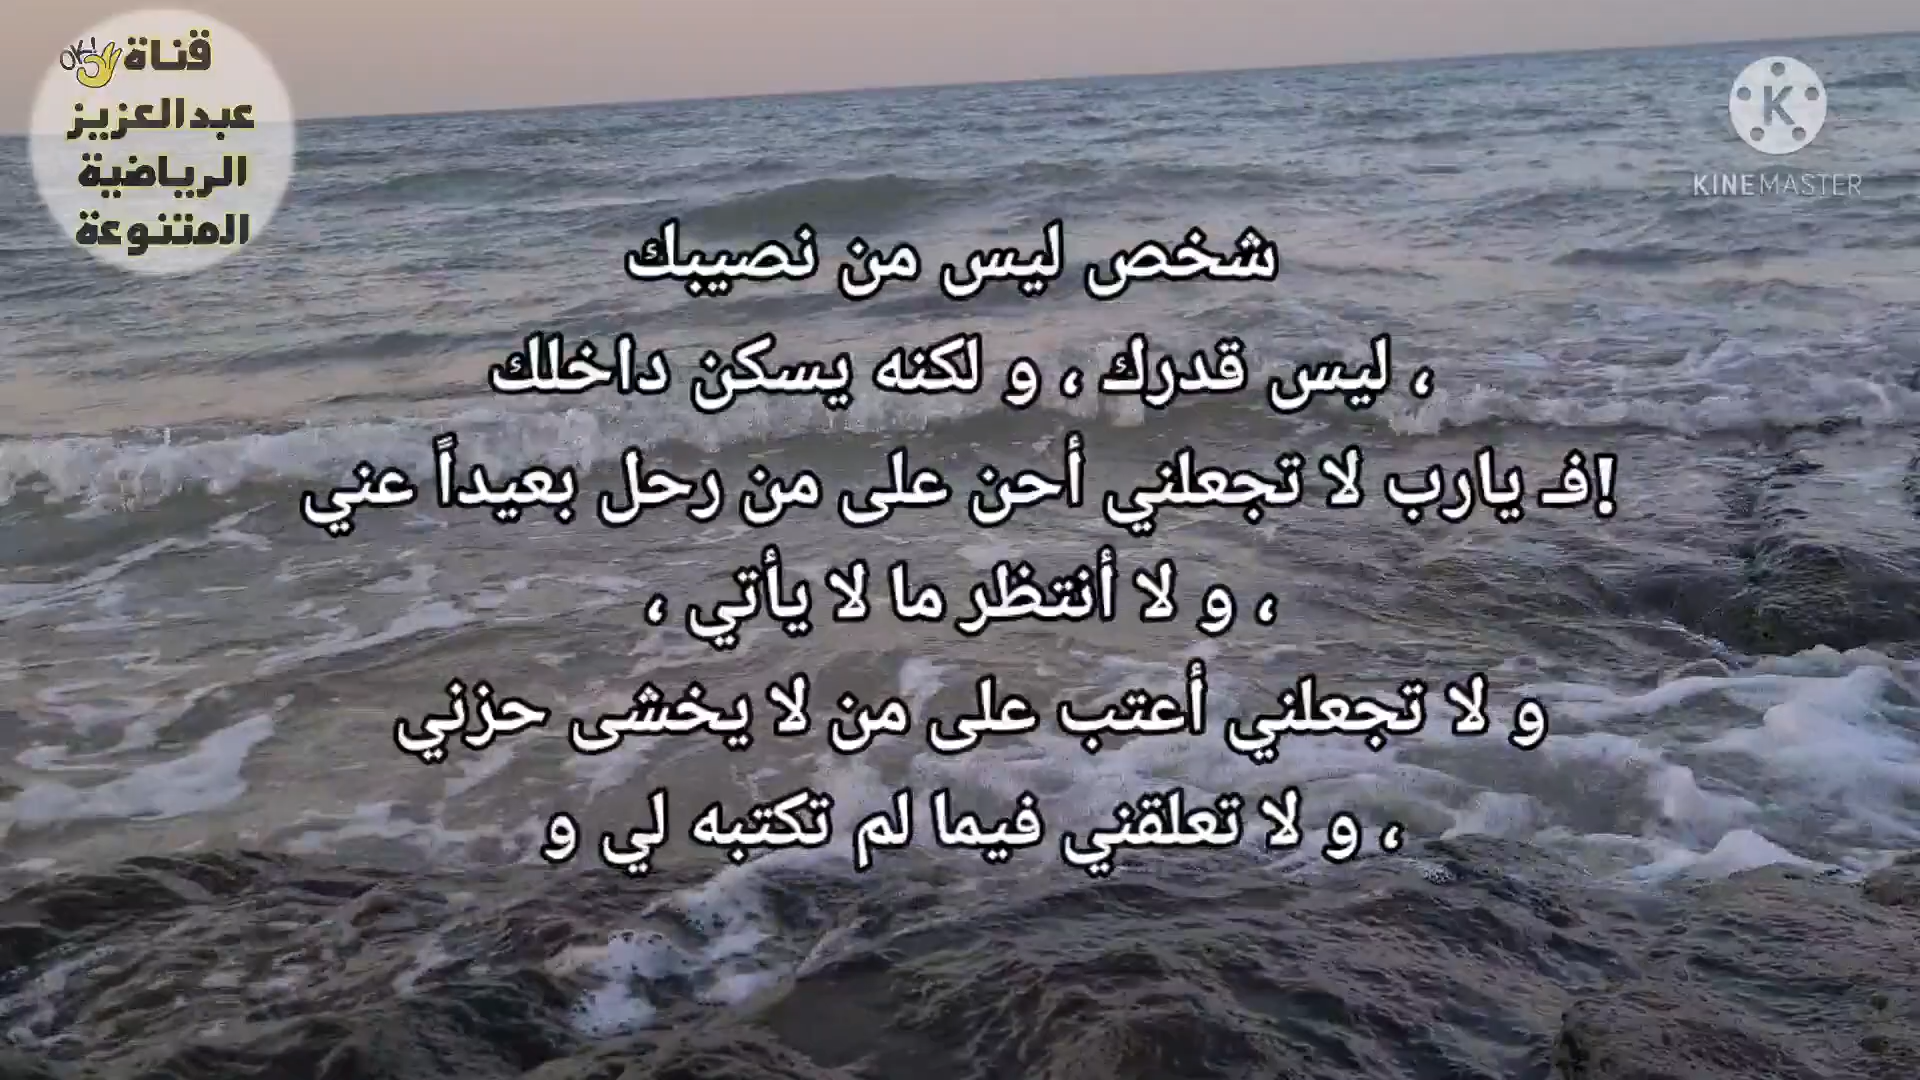 قناة OK!
عبدالعزيز
الرياضية
المتنوعة
K
KINEMASTER
شخص ليس من نصيبك
، ليس قدرك ، و لكنه يسكن داخلك
!فـ يارب لا تجعلني أحن على من رحل بعيداً عني
، و لا أنتظر ما لا يأتي ،
و لا تجعلني أعتب على من لا يخشى حزني
، و لا تعلقني فيما لم تكتبه لي و